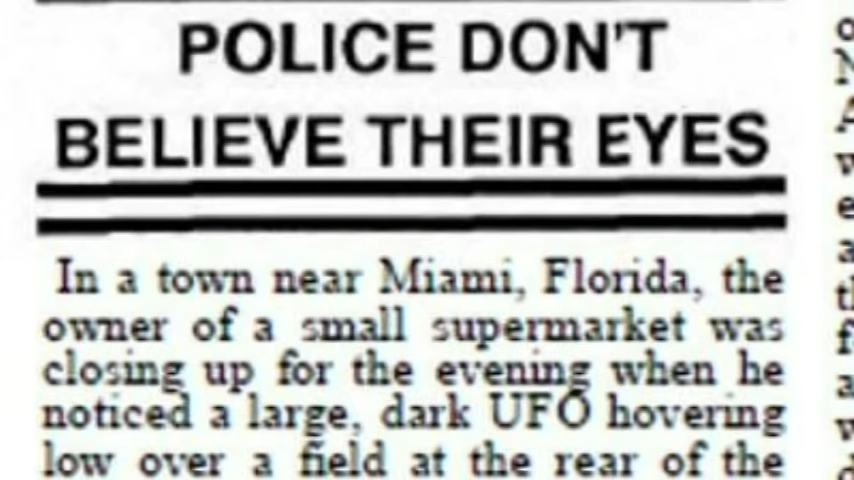 POLICE DON'T
BELIEVE THEIR EYES
In a town near Miami, Florida, the
owner of a small supermarket was
closing up for the evening when he
noticed a large, dark UFO hovering
low over a field at the rear of the